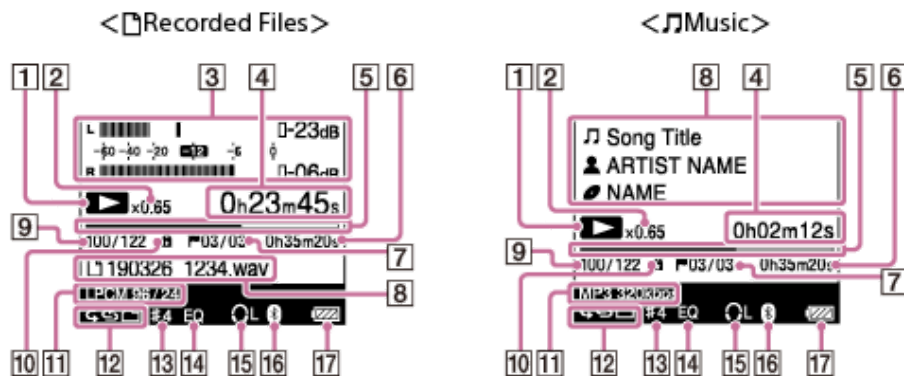 <Recorded Files>
1 2 3 4 5 6
L -23dB
-60 -40 -20 -12 -6 0
R -06dB
x0.65 0h23m45s
9 7
100/122 03/03 0h35m20s
190326 1234.wav
8
LPCM 96/24
#4 EQ L
10 11 12 13 14 15 16 17
<Music>
1 2 8 4 5 6
Song Title
ARTIST NAME
NAME
x0.65 0h02m12s
9
100/122 03/03 0h35m20s
7
MP3 320kbps
#4 EQ L
10 11 12 13 14 15 16 17